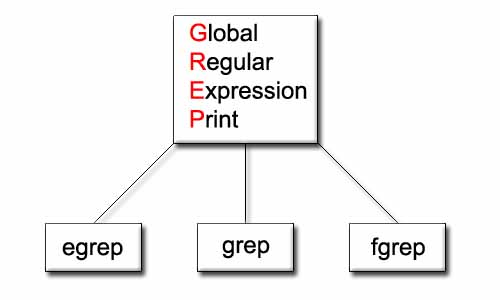 Global
Regular
Expression
Print
egrep
grep
fgrep